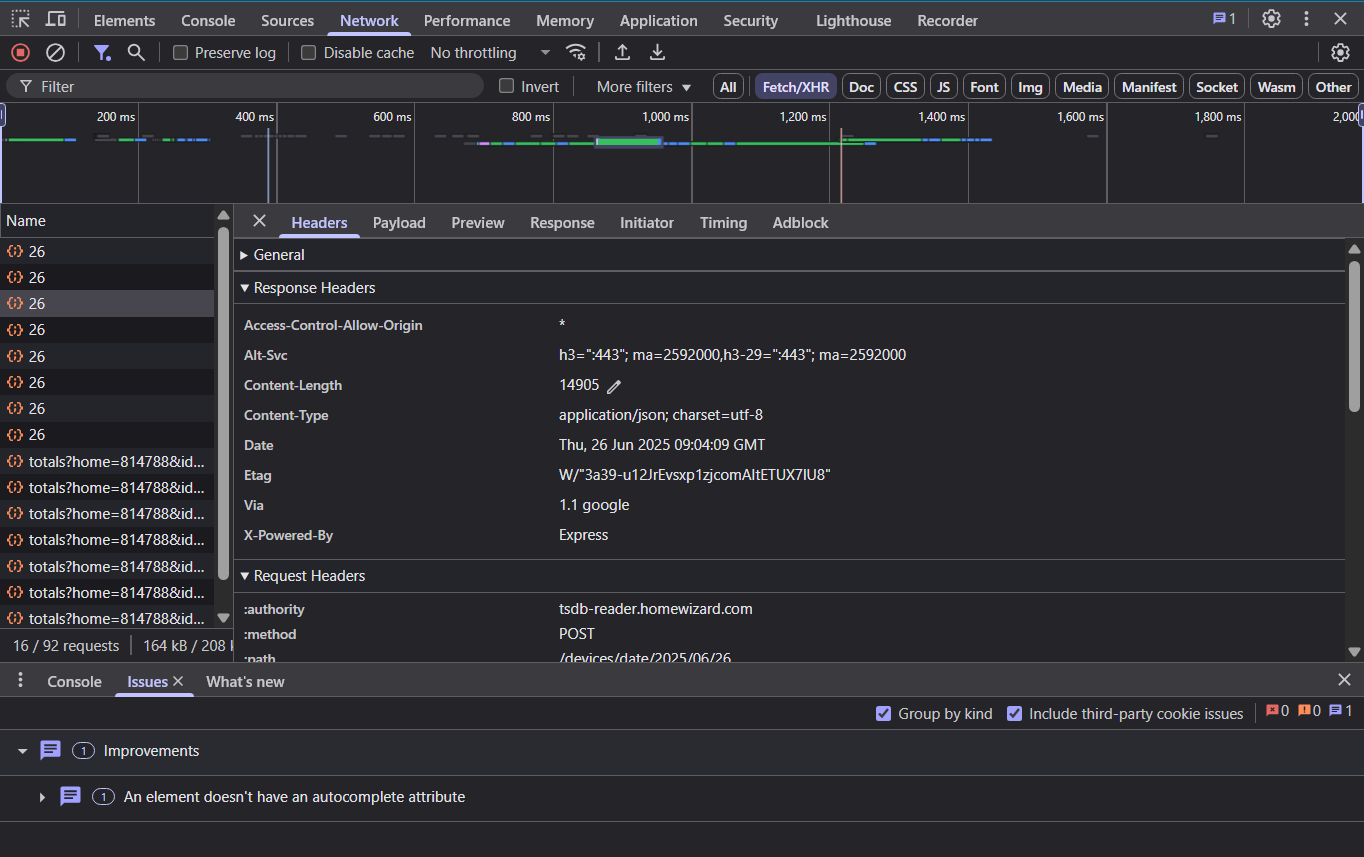 Elements Console Sources Network Performance Memory Application Security Lighthouse Recorder 1
Preserve log Disable cache No throttling
Filter Invert More filters All Fetch/XHR Doc CSS JS Font Img Media Manifest Socket Wasm Other
200 ms 400 ms 600 ms 800 ms 1,000 ms 1,200 ms 1,400 ms 1,600 ms 1,800 ms 2,000
Name Headers Payload Preview Response Initiator Timing Adblock
26
26
26
26
26
26
26
26
totals?home=814788&id...
totals?home=814788&id...
totals?home=814788&id...
totals?home=814788&id...
totals?home=814788&id...
totals?home=814788&id...
totals?home=814788&id...
16 / 92 requests 164 kB / 208 k
General
Response Headers
Access-Control-Allow-Origin *
Alt-Svc h3=":443"; ma=2592000,h3-29=":443"; ma=2592000
Content-Length 14905
Content-Type application/json; charset=utf-8
Date Thu, 26 Jun 2025 09:04:09 GMT
Etag W/"3a39-u12JrEvsxp1zjcomAItETUX7IU8"
Via 1.1 google
X-Powered-By Express
Request Headers
:authority tsdb-reader.homewizard.com
:method POST
:path /devices/date/2025/06/26
Console Issues What's new
Group by kind Include third-party cookie issues 0 0 1
1 Improvements
1 An element doesn't have an autocomplete attribute